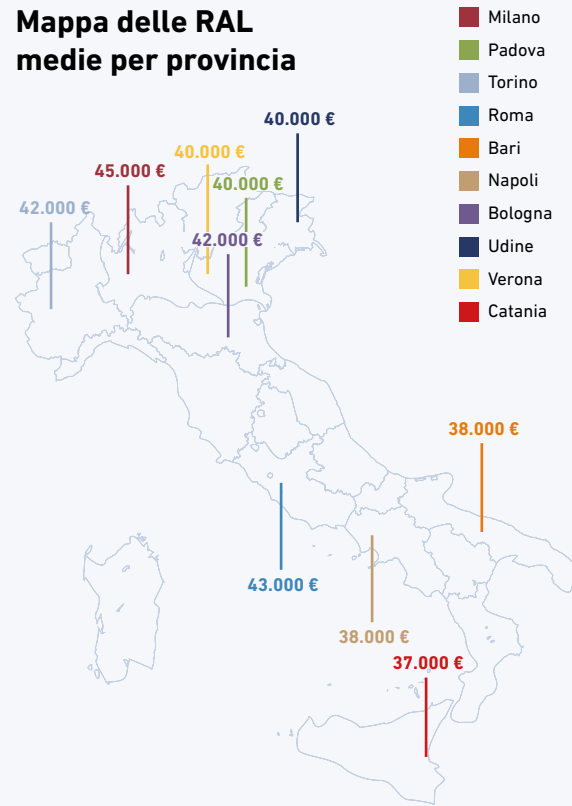 Mappa delle RAL
medie per provincia
Milano
Padova
Torino
Roma
Bari
Napoli
Bologna
Udine
Verona
Catania
40.000 €
40.000 €
45.000 €
40.000 €
42.000 €
42.000 €
38.000 €
43.000 €
38.000 €
37.000 €